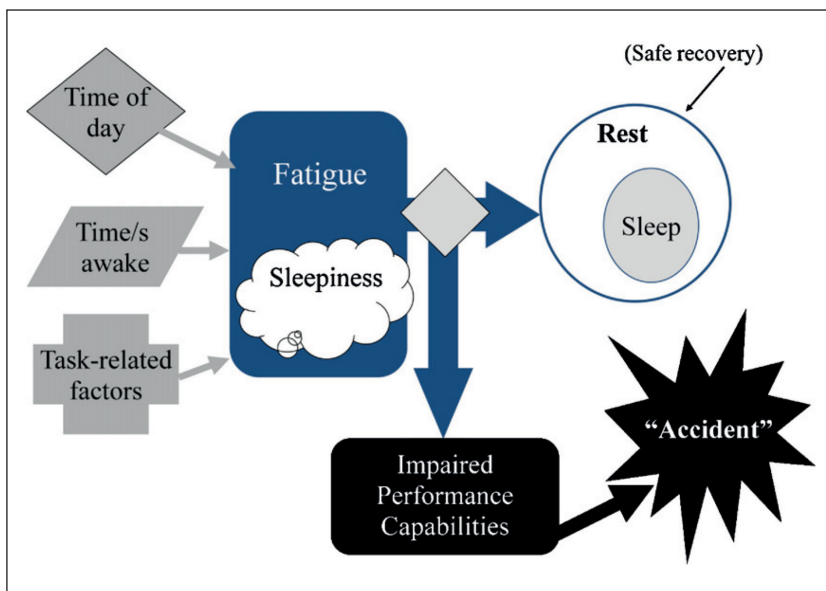 Time of
day
Time/s
awake
Task-related
factors
Fatigue
Sleepiness
(Safe recovery)
Rest
Sleep
Impaired
Performance
Capabilities
“Accident”